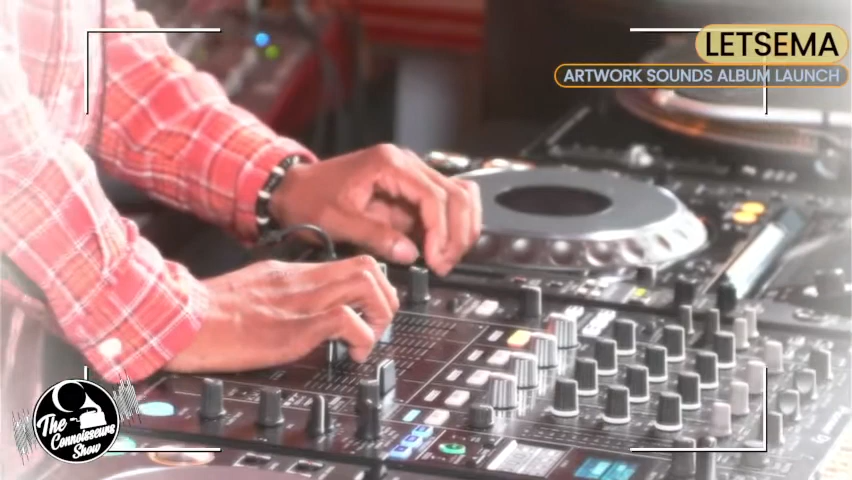 LETSEMA
ARTWORK SOUNDS ALBUM LAUNCH
The
Connoisseurs
Show